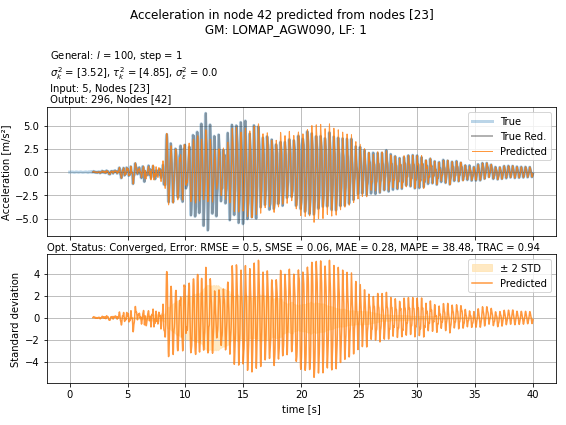 Acceleration in node 42 predicted from nodes [23]
GM: LOMAP_AGW090, LF: 1
General: l = 100, step = 1
σ²ₖ = [3.52], τ²ₖ = [4.85], σ²ε = 0.0
Input: 5, Nodes [23]
Output: 296, Nodes [42]
Acceleration [m/s²]
5.0
2.5
0.0
−2.5
−5.0
True
True Red.
Predicted
Opt. Status: Converged, Error: RMSE = 0.5, SMSE = 0.06, MAE = 0.28, MAPE = 38.48, TRAC = 0.94
Standard deviation
4
2
0
−2
−4
± 2 STD
Predicted
0 5 10 15 20 25 30 35 40
time [s]